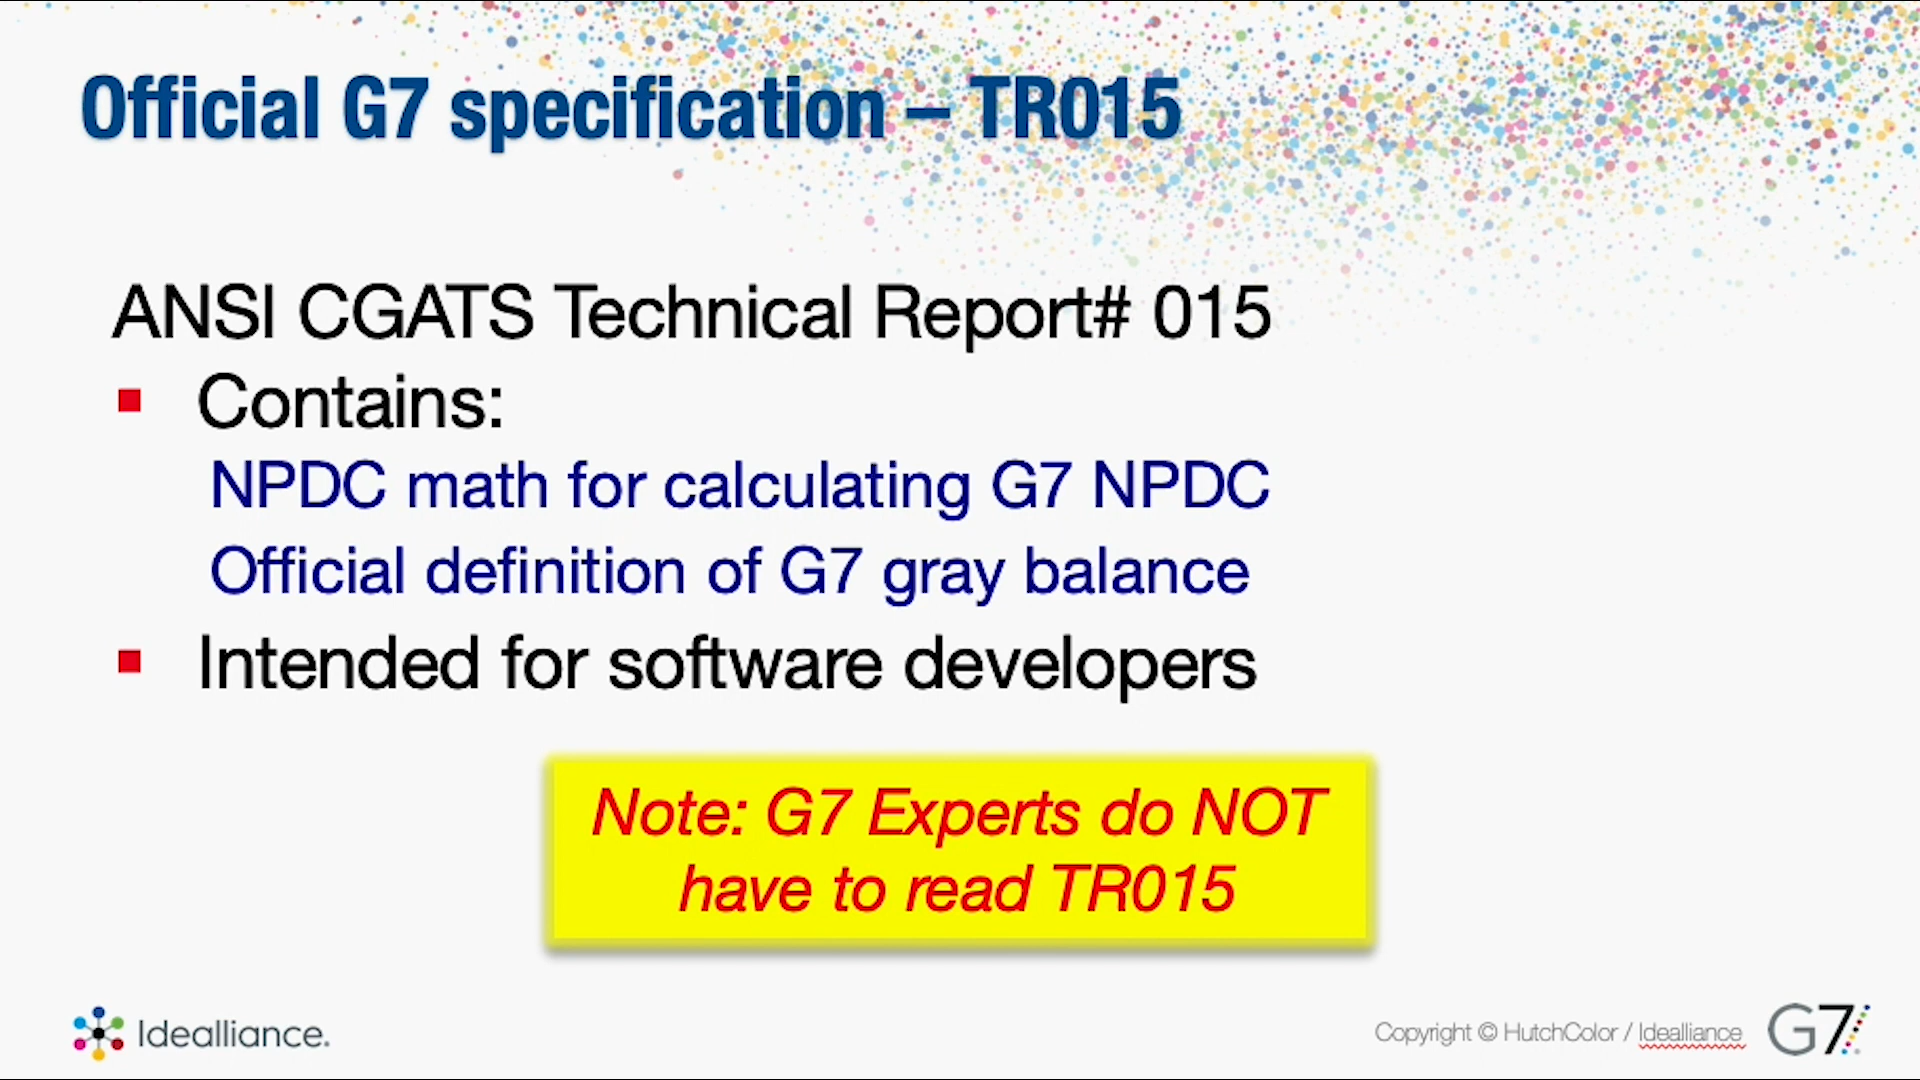 Official G7 specification – TR015
ANSI CGATS Technical Report# 015
▪ Contains:
NPDC math for calculating G7 NPDC
Official definition of G7 gray balance
▪ Intended for software developers
Note: G7 Experts do NOT
have to read TR015
Idealliance.
Copyright © HutchColor / Idealliance
G7